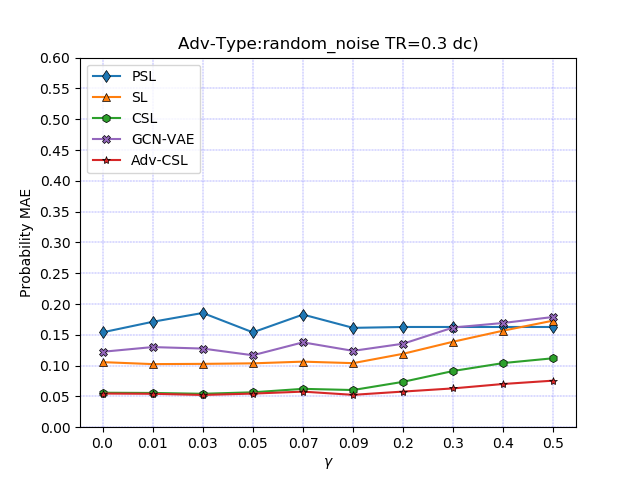 Adv-Type:random_noise TR=0.3 dc)
0.60
0.55
0.50
0.45
0.40
0.35
0.30
0.25
0.20
0.15
0.10
0.05
0.00
Probability MAE
PSL
SL
CSL
GCN-VAE
Adv-CSL
0.0 0.01 0.03 0.05 0.07 0.09 0.2 0.3 0.4 0.5
γ